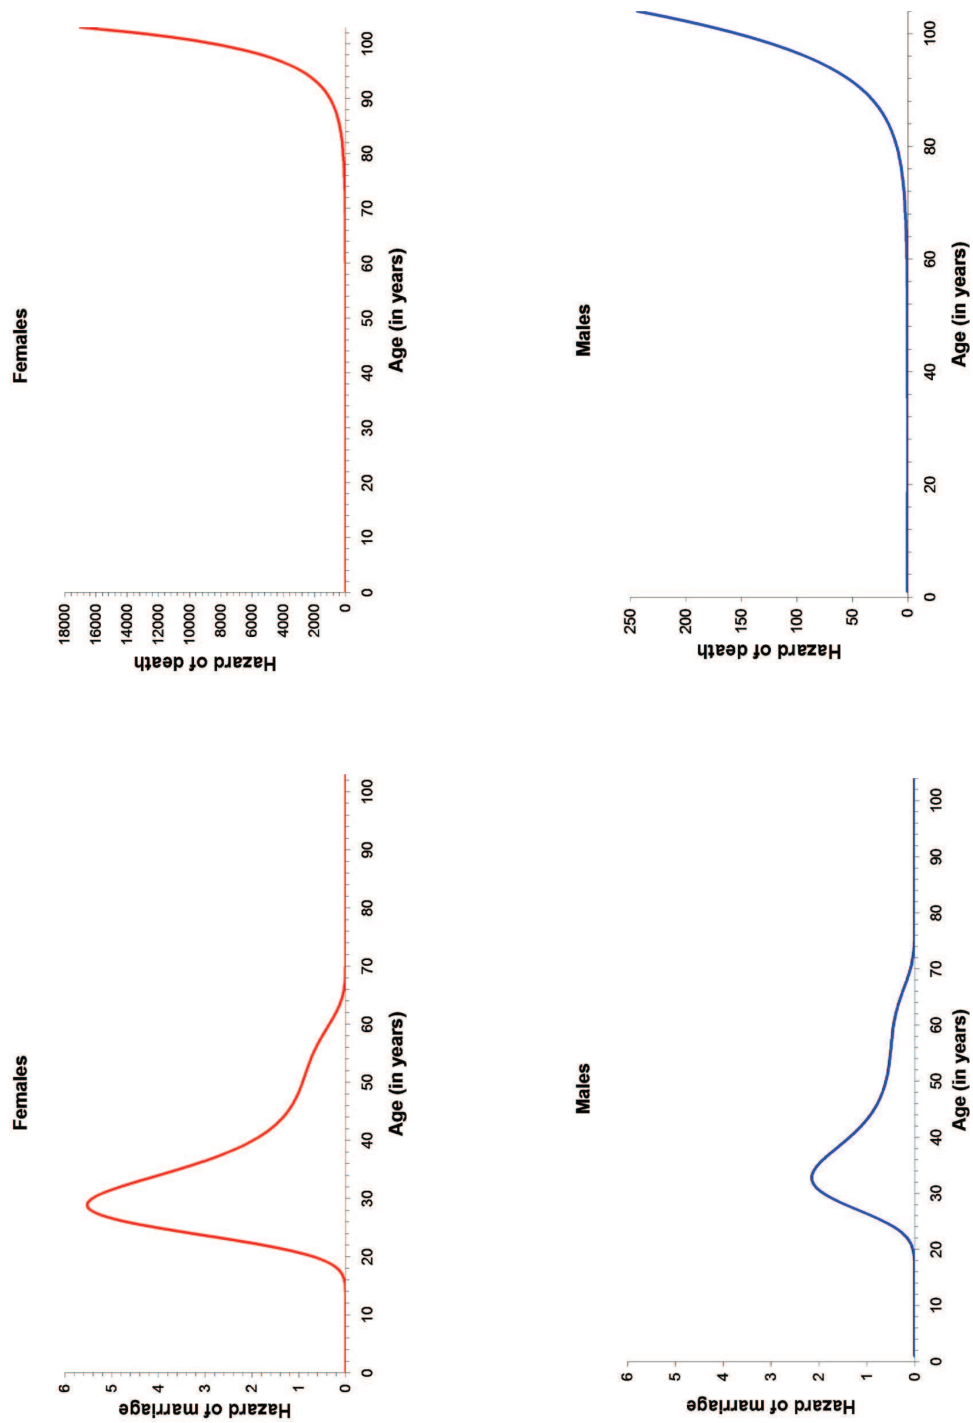 Females
Hazard of marriage
6
5
4
3
2
1
0
0 10 20 30 40 50 60 70 80 90 100
Age (in years)
Females
Hazard of death
18000
16000
14000
12000
10000
8000
6000
4000
2000
0
0 10 20 30 40 50 60 70 80 90 100
Age (in years)
Males
Hazard of marriage
6
5
4
3
2
1
0
0 10 20 30 40 50 60 70 80 90 100
Age (in years)
Males
Hazard of death
250
200
150
100
50
0
0 20 40 60 80 100
Age (in years)